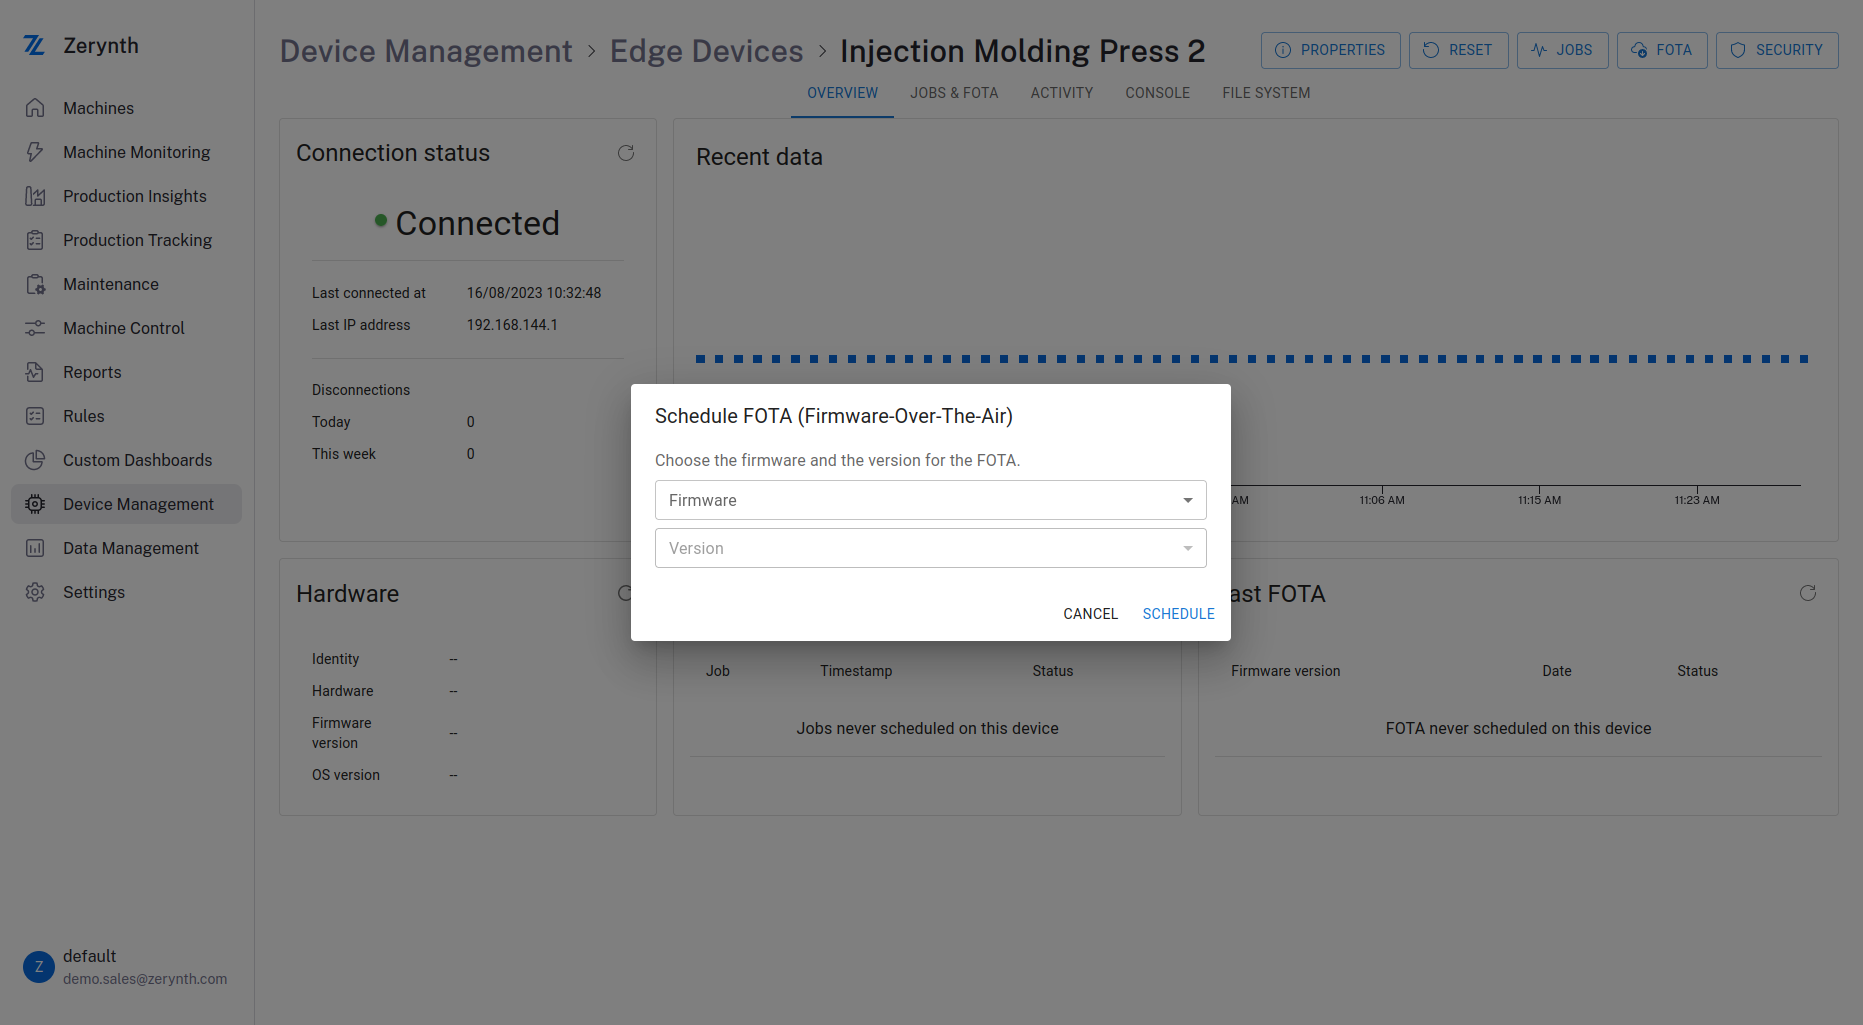 Zerynth
Machines
Machine Monitoring
Production Insights
Production Tracking
Maintenance
Machine Control
Reports
Rules
Custom Dashboards
Device Management
Data Management
Settings
Z
default
demo.sales@zerynth.com
Device Management > Edge Devices > Injection Molding Press 2
PROPERTIES
RESET
JOBS
FOTA
SECURITY
OVERVIEW
JOBS & FOTA
ACTIVITY
CONSOLE
FILE SYSTEM
Connection status
Connected
Last connected at 16/08/2023 10:32:48
Last IP address 192.168.144.1
Disconnections
Today 0
This week 0
Recent data
AM
11:06 AM
11:15 AM
11:23 AM
Schedule FOTA (Firmware-Over-The-Air)
Choose the firmware and the version for the FOTA.
Firmware
Version
CANCEL
SCHEDULE
Hardware
Identity --
Hardware --
Firmware
version --
OS version --
Job Timestamp Status
Jobs never scheduled on this device
ast FOTA
Firmware version Date Status
FOTA never scheduled on this device